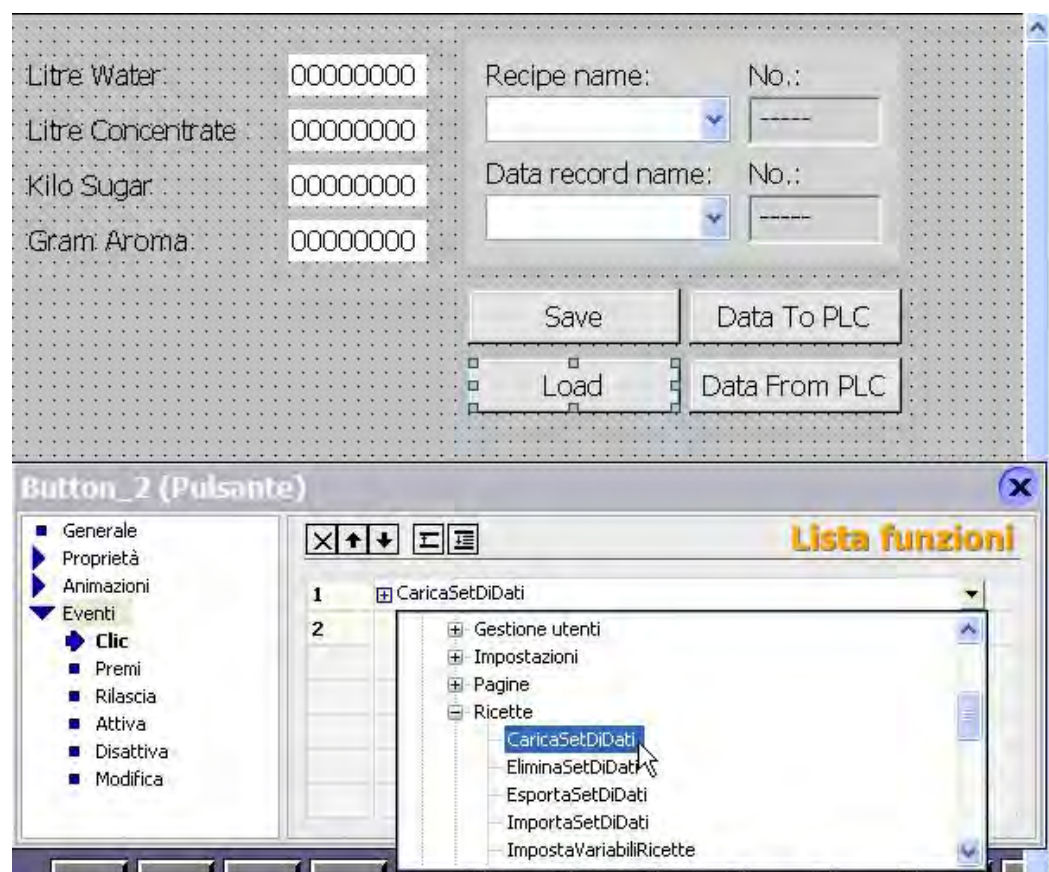 Litre Water 00000000
Litre Concentrate 00000000
Kilo Sugar 00000000
Gram Aroma 00000000
Recipe name: No.:
-----
Data record name: No.:
-----
Save Data To PLC
Load Data From PLC
Button_2 (Pulsante)
Generale
Proprietà
Animazioni
Eventi
Clic
Premi
Rilascia
Attiva
Disattiva
Modifica
Lista funzioni
1 CaricaSetDiDati
2
Gestione utenti
Impostazioni
Pagine
Ricette
CaricaSetDiDati
EliminaSetDiDati
EsportaSetDiDati
ImportaSetDiDati
ImpostaVariabiliRicette